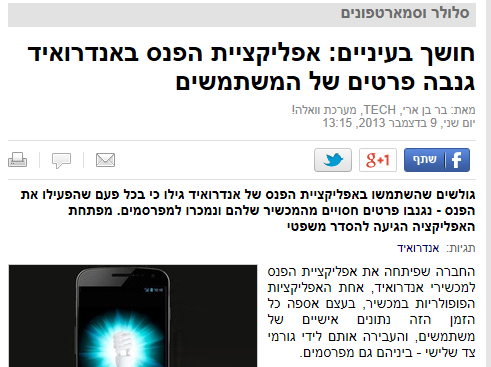 סלולר וסמארטפונים
חושך בעיניים: אפליקציית הפנס באנדרואיד
גנבה פרטים של המשתמשים
מאת: בר בן ארי, TECH, מערכת וואלה!
יום שני, 9 בדצמבר 2013, 13:15
שתף
g+1
גולשים שהשתמשו באפליקציית הפנס של אנדרואיד גילו כי בכל פעם שהפעילו את
הפנס - נגנבו פרטים חסויים מהמכשיר שלהם ונמכרו למפרסמים. מפתחת
האפליקציה הגיעה להסדר משפטי
תגיות: אנדרואיד
החברה שפיתחה את אפליקציית הפנס
למכשירי אנדרואיד, אחת האפליקציות
הפופולריות במכשיר, בעצם אספה כל
הזמן הזה נתונים אישיים של
משתמשים, והעבירה אותם לידי גורמי
צד שלישי - ביניהם גם מפרסמים.